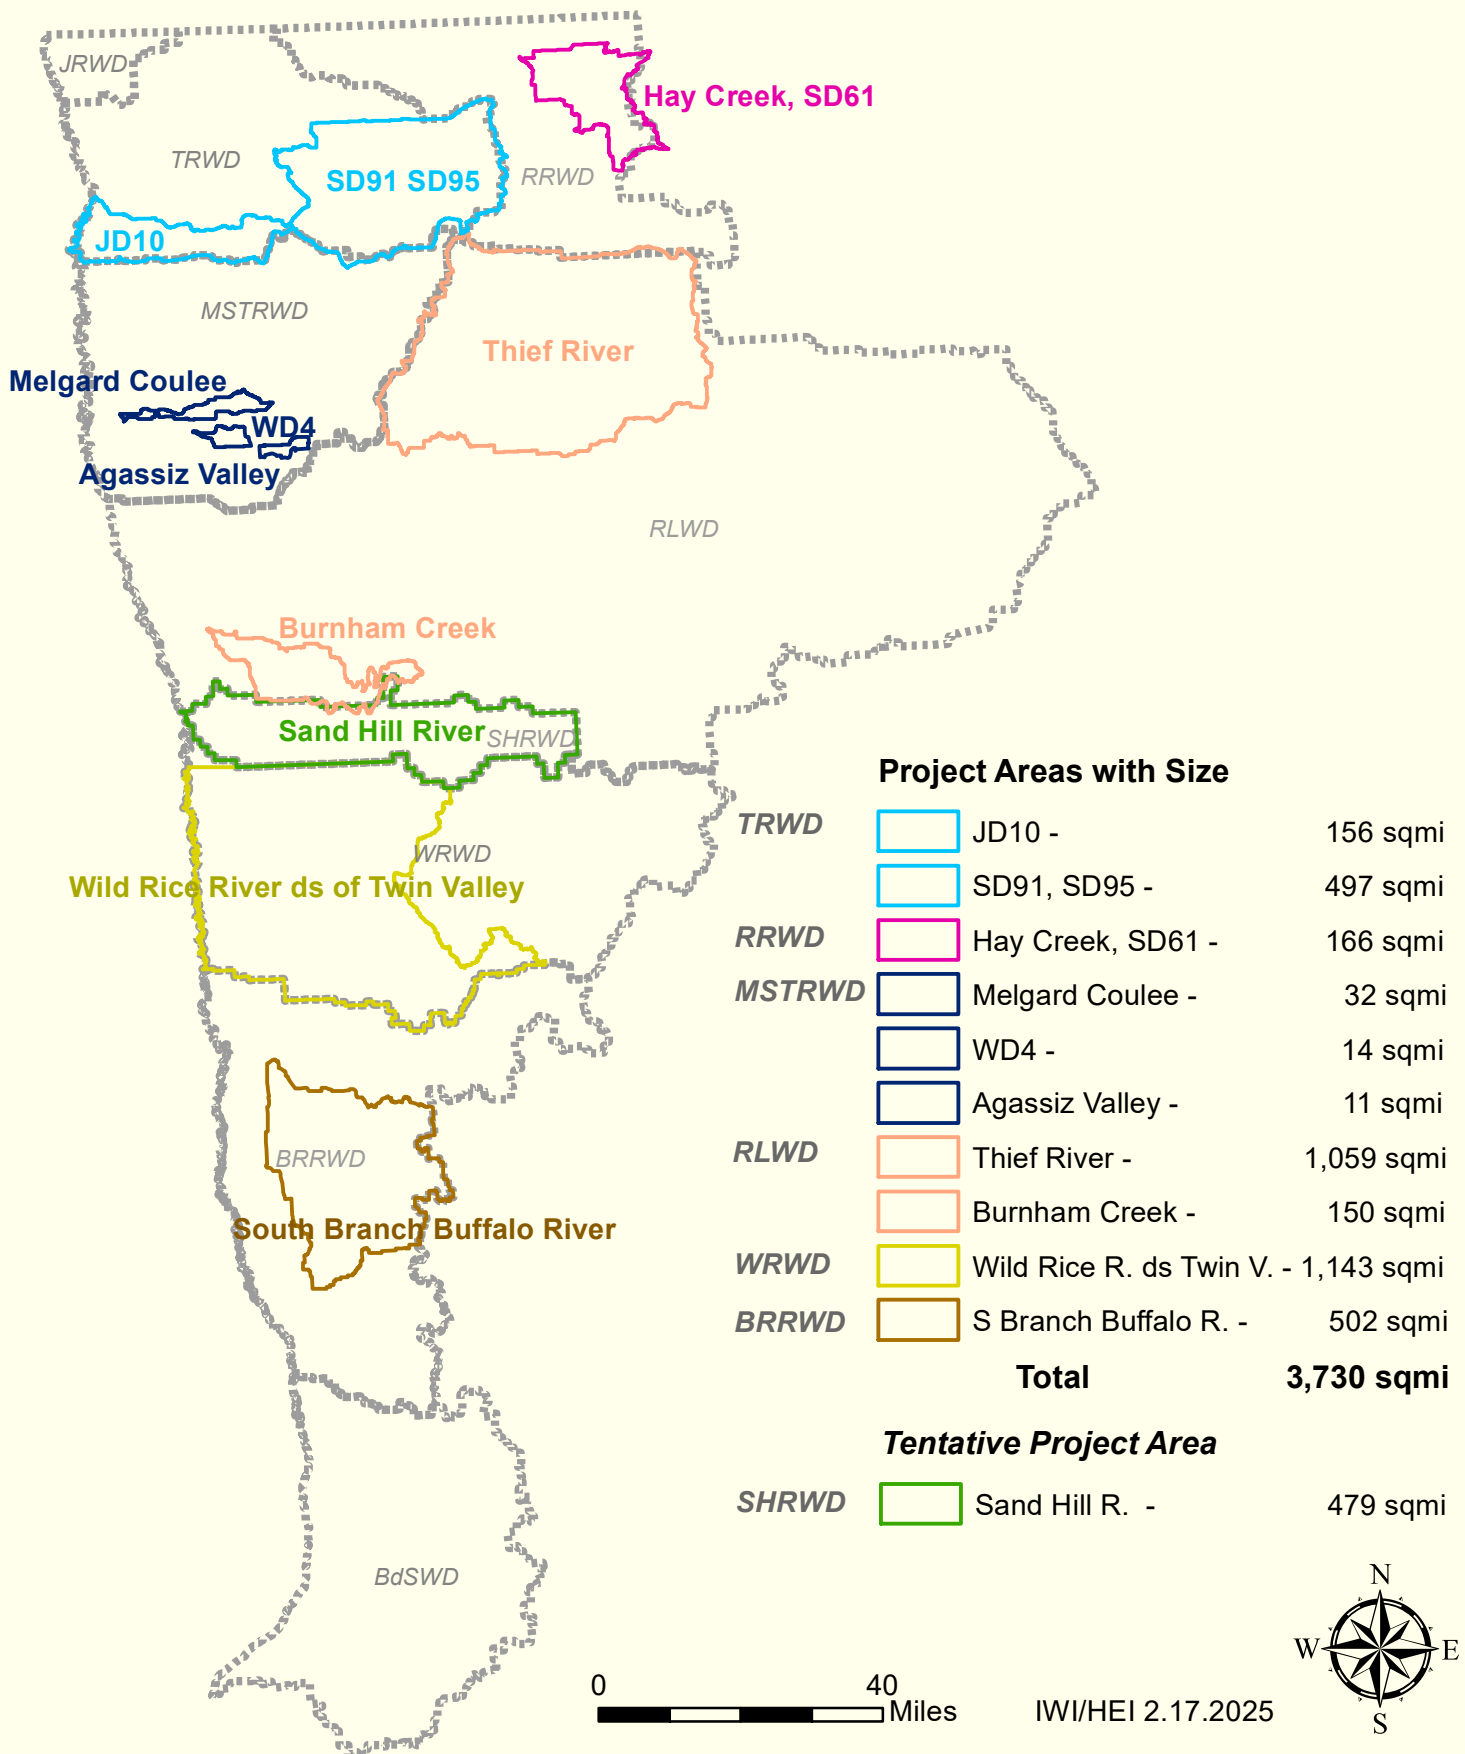 JRWD
Hay Creek, SD61
TRWD
SD91 SD95
RRWD
JD10
MSTRWD
Thief River
Melgard Coulee
WD4
Agassiz Valley
RLWD
Burnham Creek
Sand Hill River
SHRWD
WRWD
Wild Rice River ds of Twin Valley
BRRWD
South Branch Buffalo River
BdSWD
Project Areas with Size
TRWD JD10 - 156 sqmi
SD91, SD95 - 497 sqmi
RRWD Hay Creek, SD61 - 166 sqmi
MSTRWD Melgard Coulee - 32 sqmi
WD4 - 14 sqmi
Agassiz Valley - 11 sqmi
RLWD Thief River - 1,059 sqmi
Burnham Creek - 150 sqmi
WRWD Wild Rice R. ds Twin V. - 1,143 sqmi
BRRWD S Branch Buffalo R. - 502 sqmi
Total 3,730 sqmi
Tentative Project Area
SHRWD Sand Hill R. - 479 sqmi
N
W E
S
0 40
Miles
IWI/HEI 2.17.2025